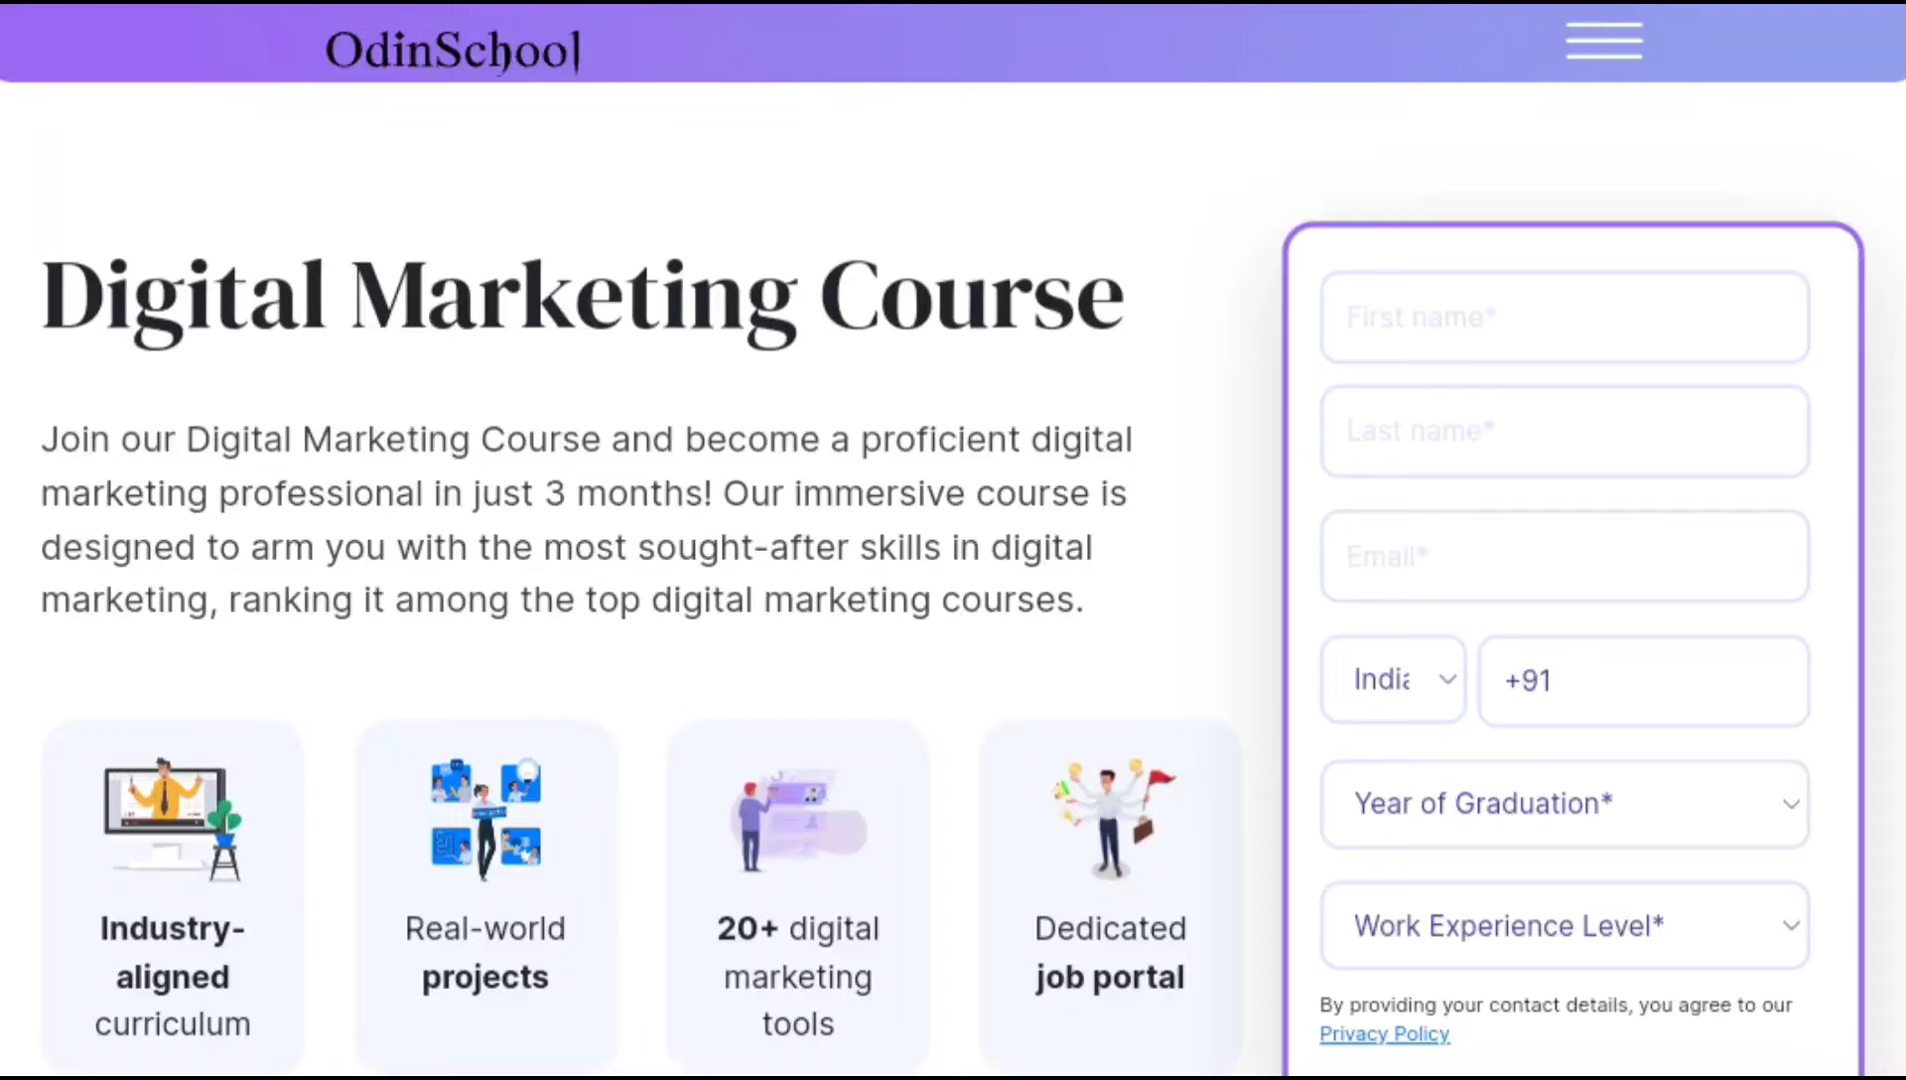 OdinSchool
Digital Marketing Course
Join our Digital Marketing Course and become a proficient digital
marketing professional in just 3 months! Our immersive course is
designed to arm you with the most sought-after skills in digital
marketing, ranking it among the top digital marketing courses.
Industry-
aligned
curriculum
Real-world
projects
20+ digital
marketing
tools
Dedicated
job portal
First name*
Last name*
Email*
India
+91
Year of Graduation*
Work Experience Level*
By providing your contact details, you agree to our
Privacy Policy